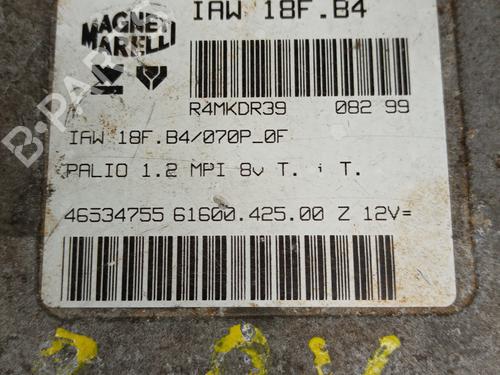 MAGNETI
MARELLI
IAW 18F.B4
R4MKDR39 082 99
IAW 18F.B4/070P_0F
PALIO 1.2 MPI 8v T. i T.
46534755 61600.425.00 Z 12V=
B-PARTS